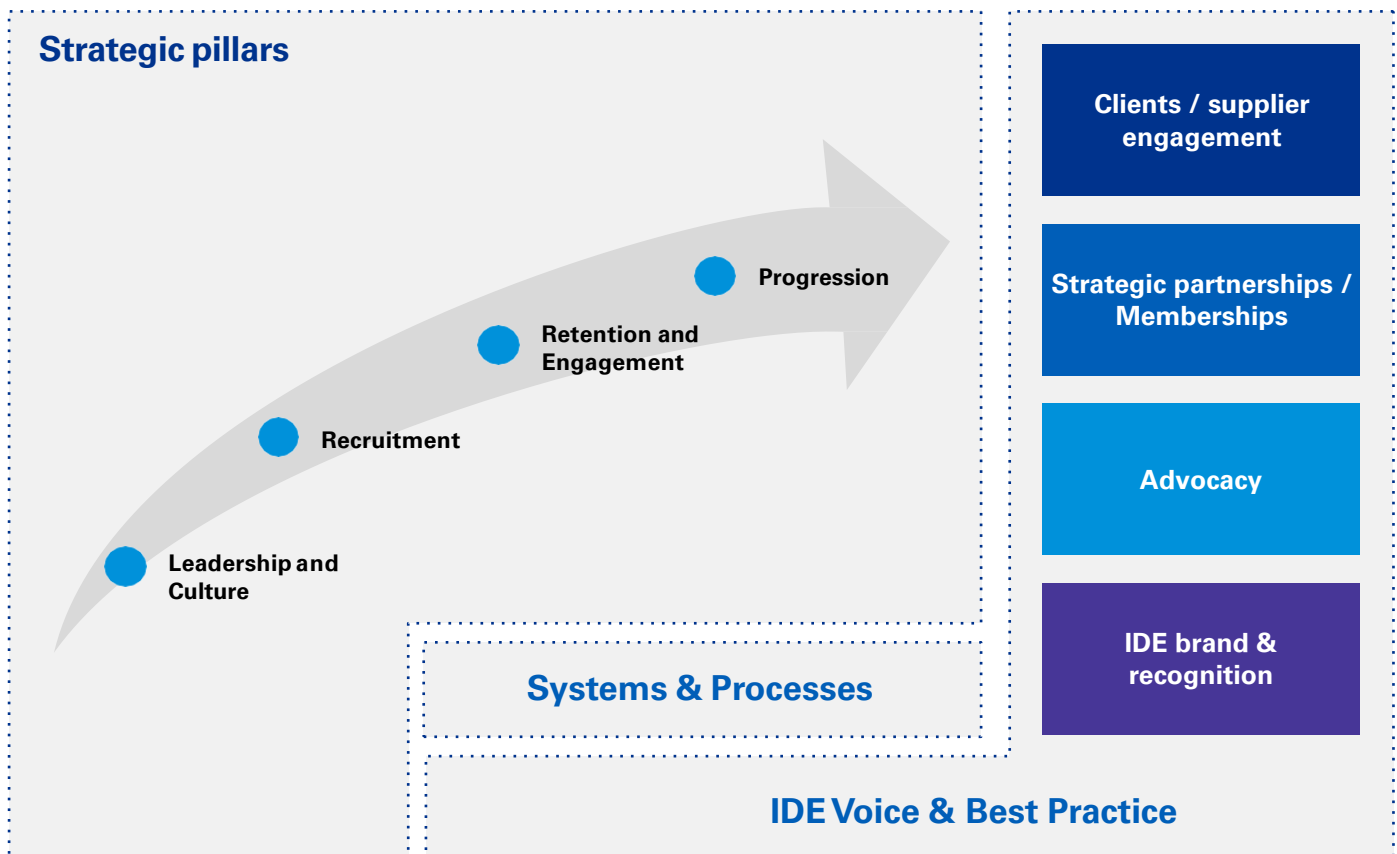 Strategic pillars
Progression
Retention and
Engagement
Recruitment
Leadership and
Culture
Systems & Processes
Clients / supplier
engagement
Strategic partnerships /
Memberships
Advocacy
IDE brand &
recognition
IDE Voice & Best Practice